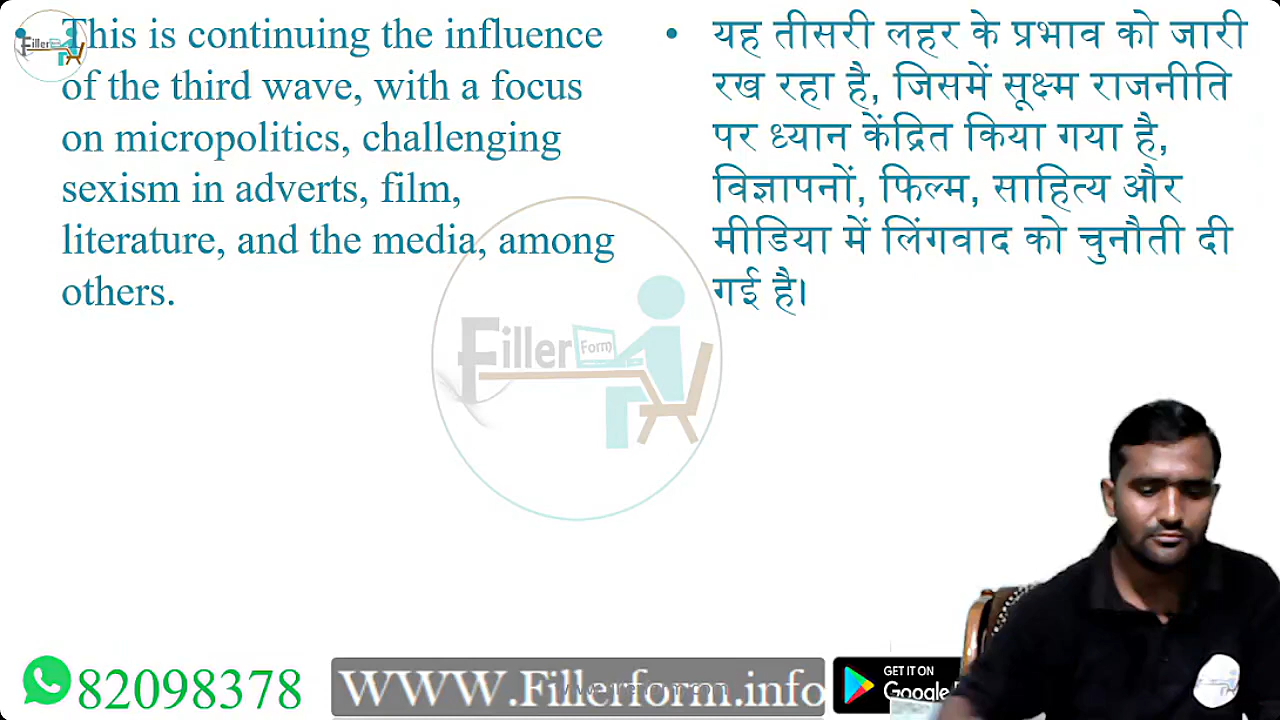 This is continuing the influence
of the third wave, with a focus
on micropolitics, challenging
sexism in adverts, film,
literature, and the media, among
others.
यह तीसरी लहर के प्रभाव को जारी
रख रहा है, जिसमें सूक्ष्म राजनीति
पर ध्यान केंद्रित किया गया है,
विज्ञापनों, फिल्म, साहित्य और
मीडिया में लिंगवाद को चुनौती दी
गई है।
Filler Form
82098378
WWW.Fillerform.info
GET IT ON
Google